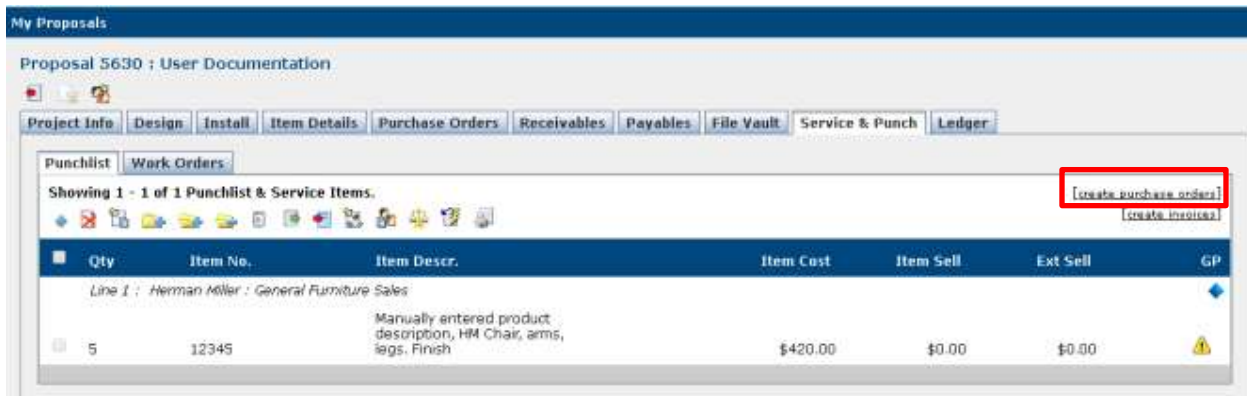 My Proposals
Proposal 5630 : User Documentation
Project Info Design Install Item Details Purchase Orders Receivables Payables File Vault Service & Punch Ledger
Punchlist Work Orders
Showing 1 - 1 of 1 Punchlist & Service Items.
[create purchase orders]
[create invoices]
Qty Item No. Item Descr. Item Cost Item Sell Ext Sell GP
Line 1 : Herman Miller : General Furniture Sales
Manually entered product
description, HM Chair, arms,
legs. Finish
5 12345 $420.00 $0.00 $0.00